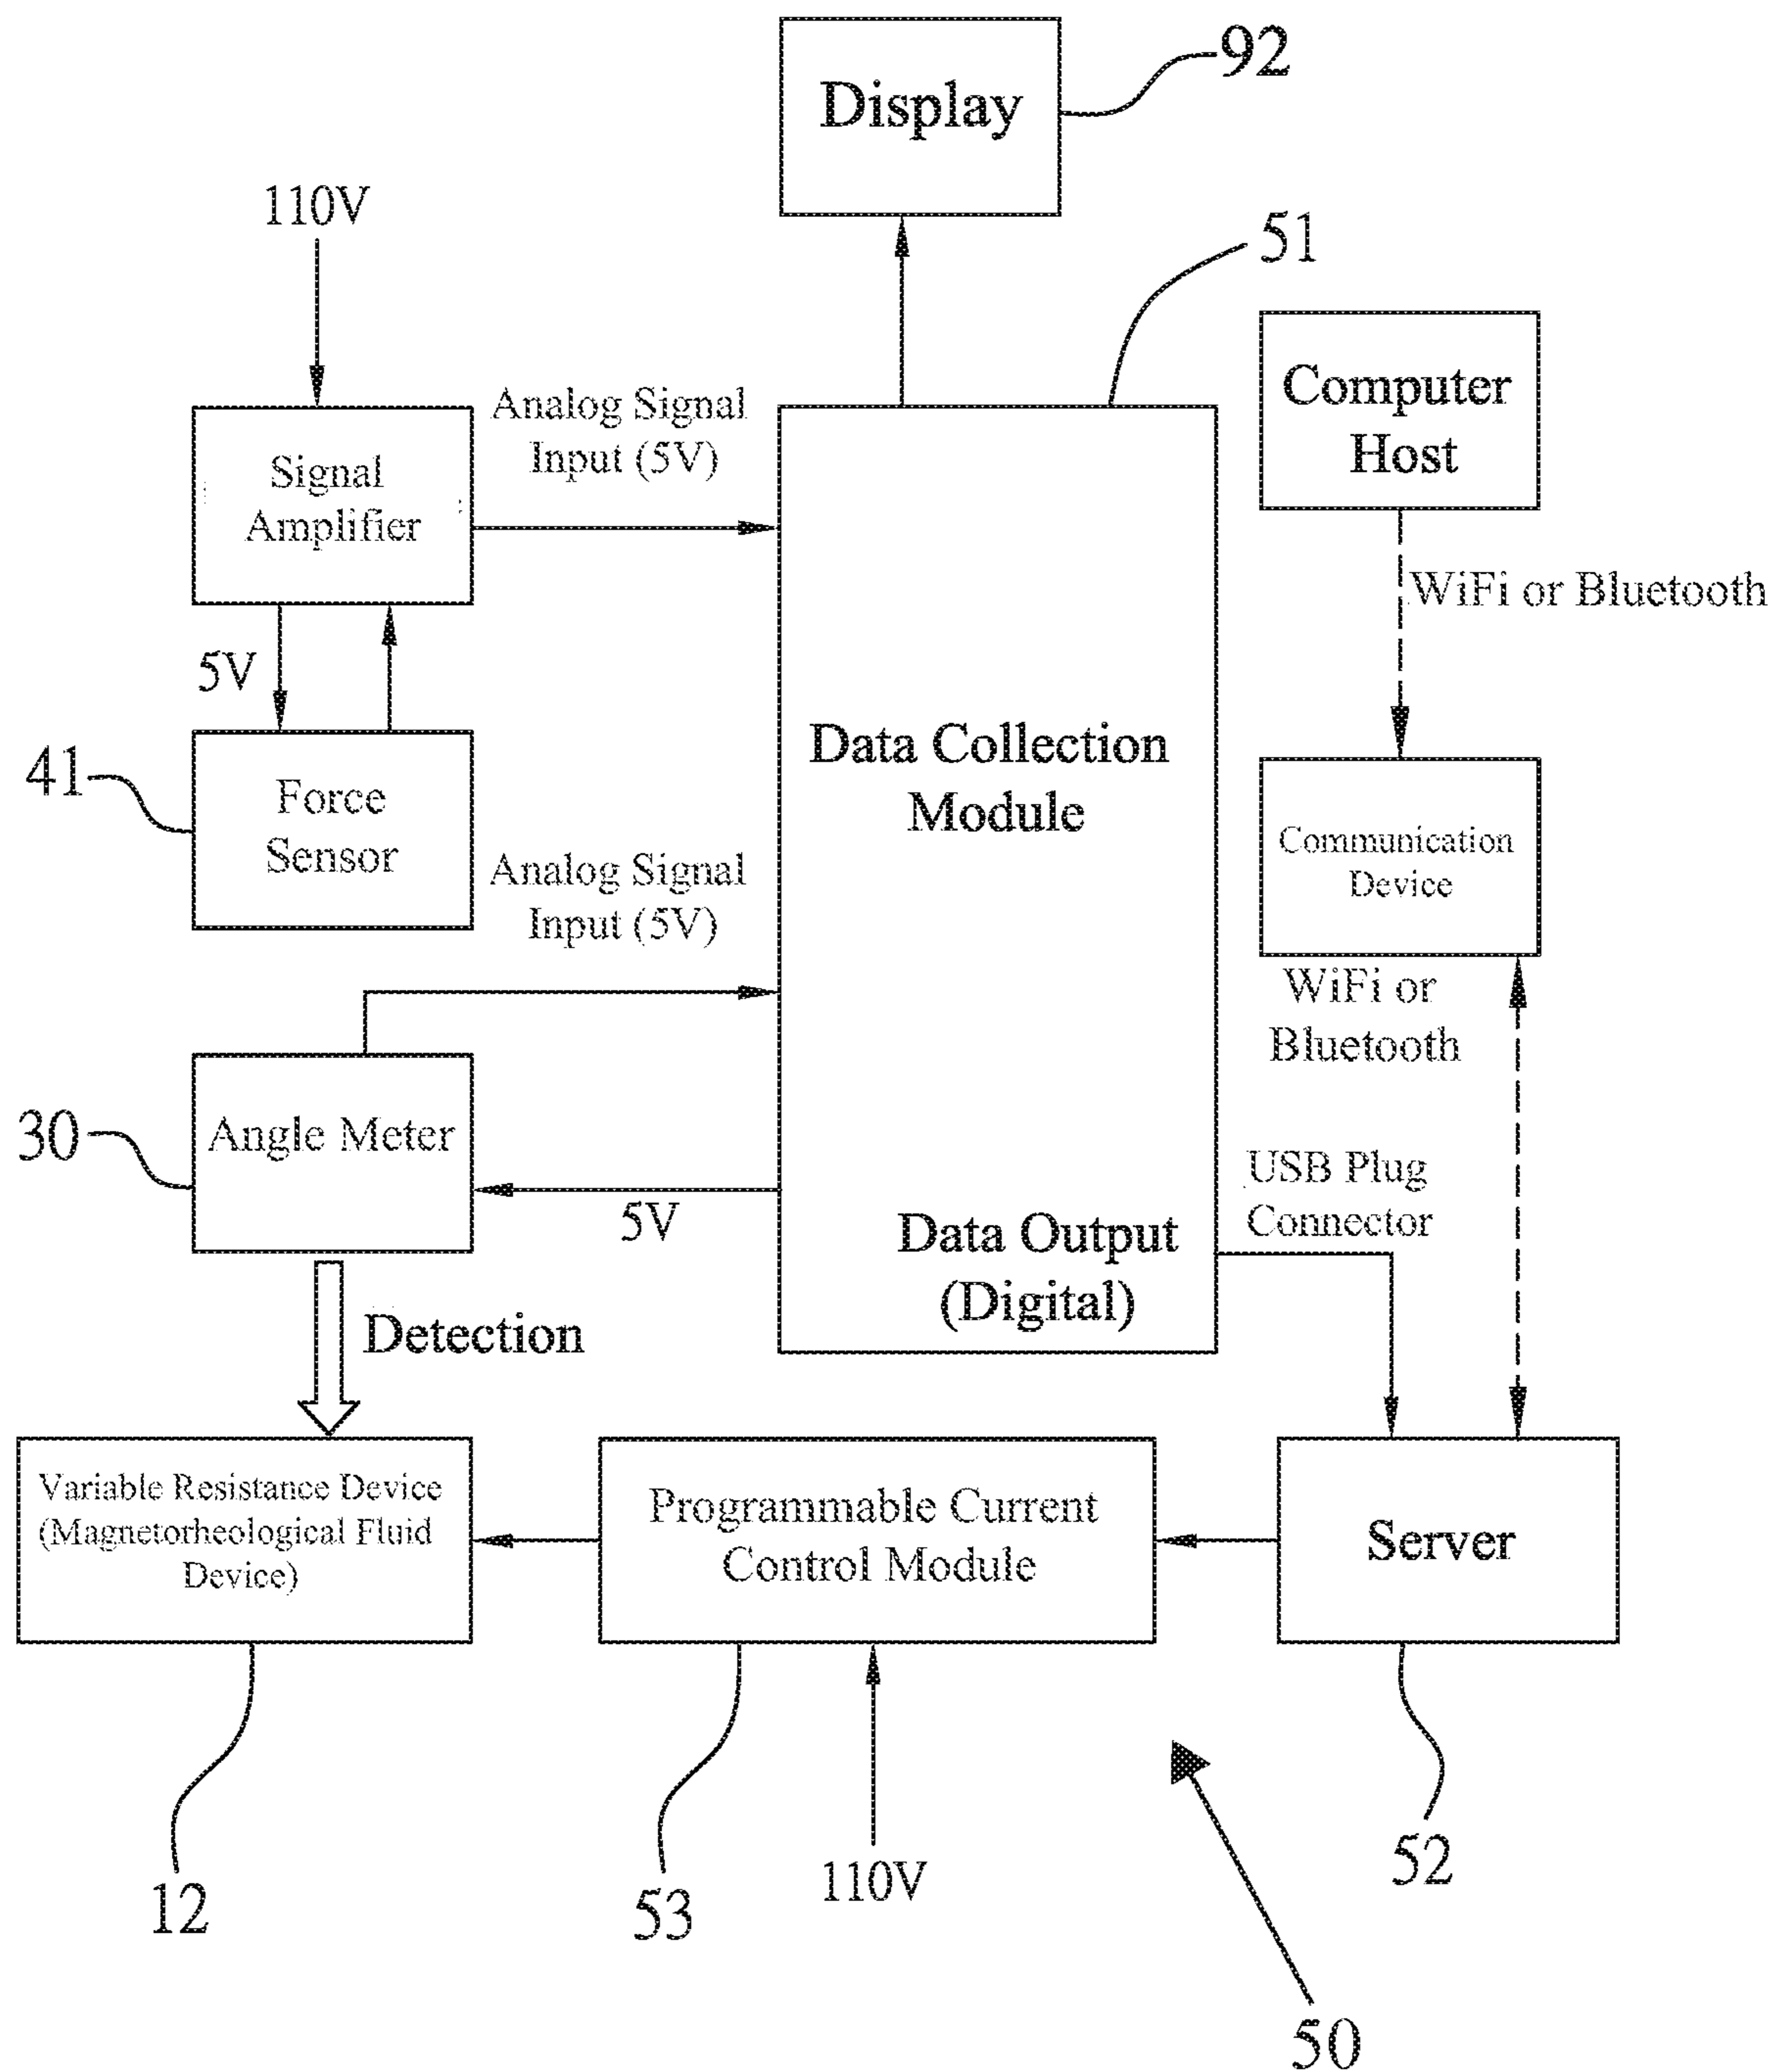 Display
92
110V
51
Computer
Host
Analog Signal
Input (5V)
Signal
Amplifier
WiFi or Bluetooth
5V
Data Collection
Module
41
Force
Sensor
Communication
Device
Analog Signal
Input (5V)
WiFi or
Bluetooth
30
Angle Meter
USB Plug
Connector
5V
Data Output
(Digital)
Detection
Variable Resistance Device
(Magnetorheological Fluid
Device)
Programmable Current
Control Module
Server
12
53
110V
52
50